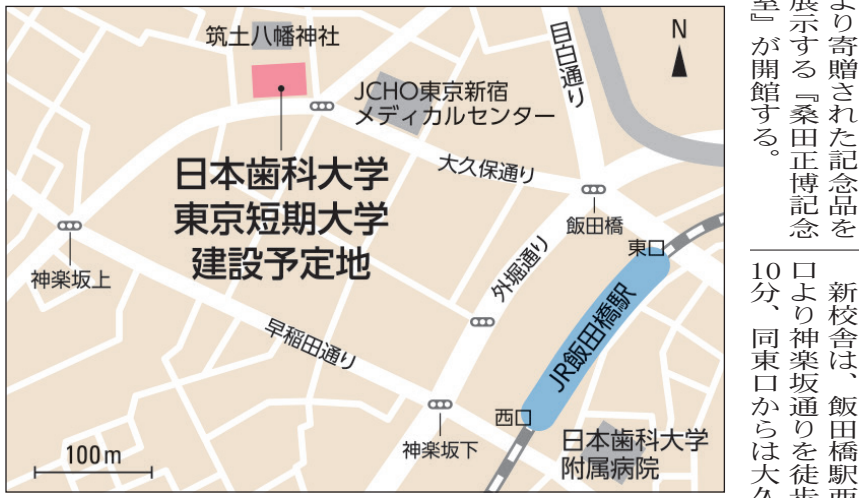 筑土八幡神社
目白通り
N
JCHO東京新宿
メディカルセンター
日本歯科大学
東京短期大学
建設予定地
大久保通り
飯田橋
東口
神楽坂上
外堀通り
早稲田通り
JR飯田橋駅
西口
神楽坂下
日本歯科大学
附属病院
100m
より寄贈された記念品を
展示する『桑田正博記念
室』が開館する。
新校舎は、飯田橋駅西
口より神楽坂通りを徒歩
10分、同東口からは大久